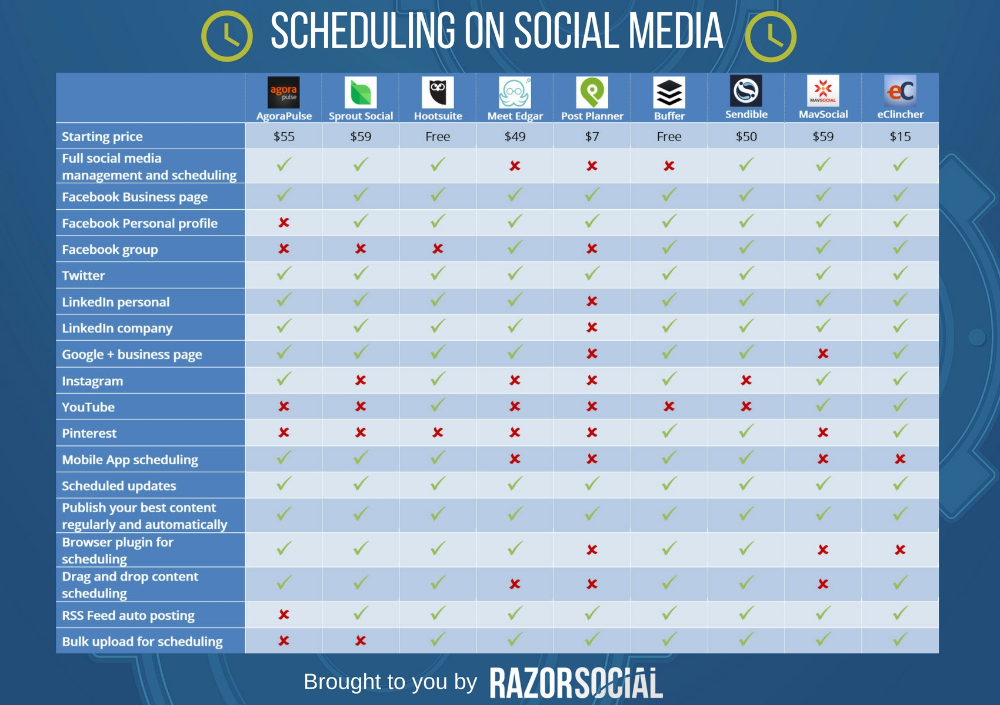 SCHEDULING ON SOCIAL MEDIA
agora
pulse
MAVSOCIAL
eC
AgoraPulse Sprout Social Hootsuite Meet Edgar Post Planner Buffer Sendible MavSocial eClincher
Starting price $55 $59 Free $49 $7 Free $50 $59 $15
Full social media
management and scheduling
Facebook Business page
Facebook Personal profile
Facebook group
Twitter
LinkedIn personal
LinkedIn company
Google + business page
Instagram
YouTube
Pinterest
Mobile App scheduling
Scheduled updates
Publish your best content
regularly and automatically
Browser plugin for
scheduling
Drag and drop content
scheduling
RSS Feed auto posting
Bulk upload for scheduling
Brought to you by RAZORSOCIAL